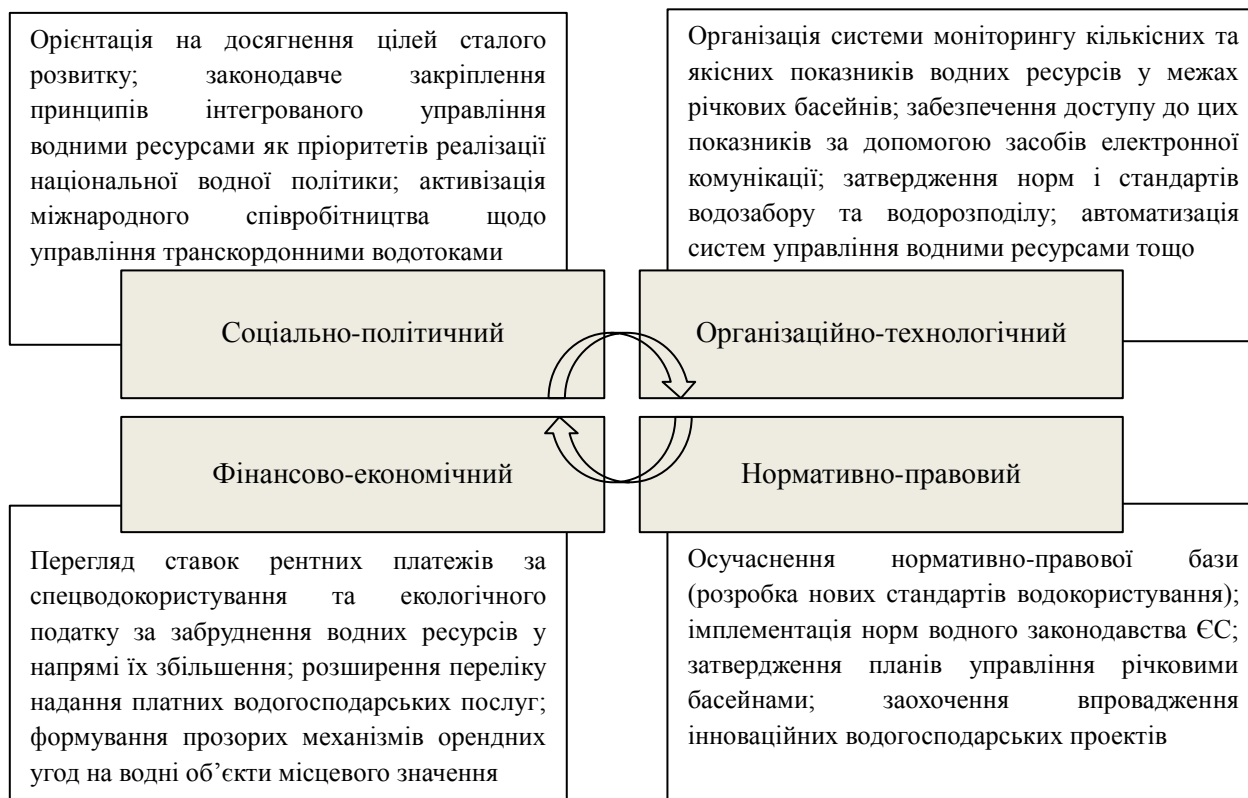 Орієнтація на досягнення цілей сталого
розвитку; законодавче закріплення
принципів інтегрованого управління
водними ресурсами як пріоритетів реалізації
національної водної політики; активізація
міжнародного співробітництва щодо
управління транскордонними водотоками
Організація системи моніторингу кількісних та
якісних показників водних ресурсів у межах
річкових басейнів; забезпечення доступу до цих
показників за допомогою засобів електронної
комунікації; затвердження норм і стандартів
водозабору та водорозподілу; автоматизація
систем управління водними ресурсами тощо
Соціально-політичний
Організаційно-технологічний
Фінансово-економічний
Нормативно-правовий
Перегляд ставок рентних платежів за
спецводокористування та екологічного
податку за забруднення водних ресурсів у
напрямі їх збільшення; розширення переліку
надання платних водогосподарських послуг;
формування прозорих механізмів орендних
угод на водні об’єкти місцевого значення
Осучаснення нормативно-правової бази
(розробка нових стандартів водокористування);
імплементація норм водного законодавства ЄС;
затвердження планів управління річковими
басейнами; заохочення впровадження
інноваційних водогосподарських проектів